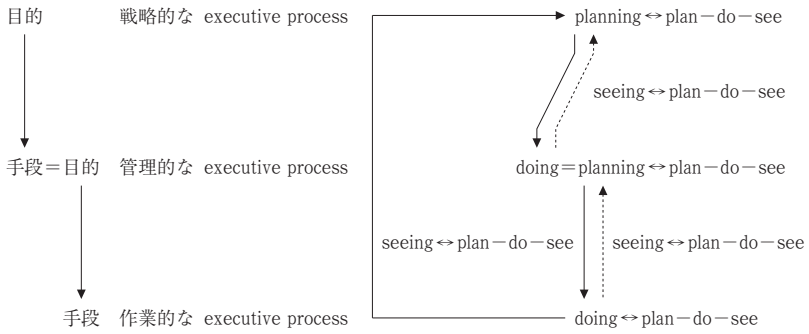 目的 戦略的な executive process planning⇔plan－do－see
seeing⇔plan－do－see
手段＝目的 管理的な executive process doing＝planning⇔plan－do－see
seeing⇔plan－do－see seeing⇔plan－do－see
手段 作業的な executive process doing⇔plan－do－see